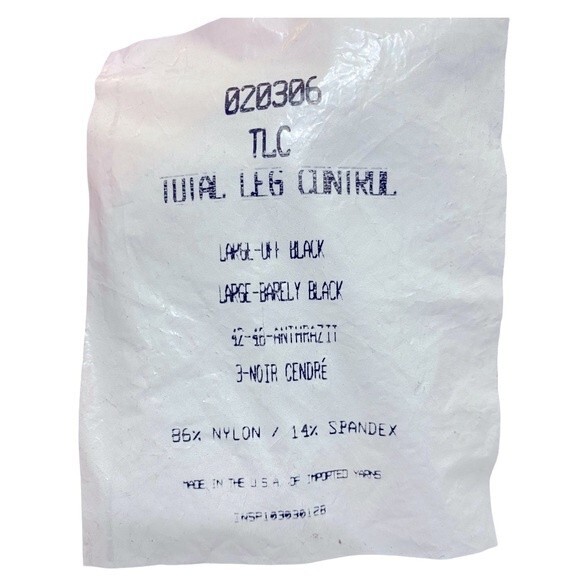 020306
TLC
TOTAL LEG CONTROL
LARGE-OFF BLACK
LARGE-BARELY BLACK
42-46-ANTHRAZIT
3-NOIR CENDRÉ
86% NYLON / 14% SPANDEX
MADE IN THE U.S.A. OF IMPORTED YARNS
INSP103030128